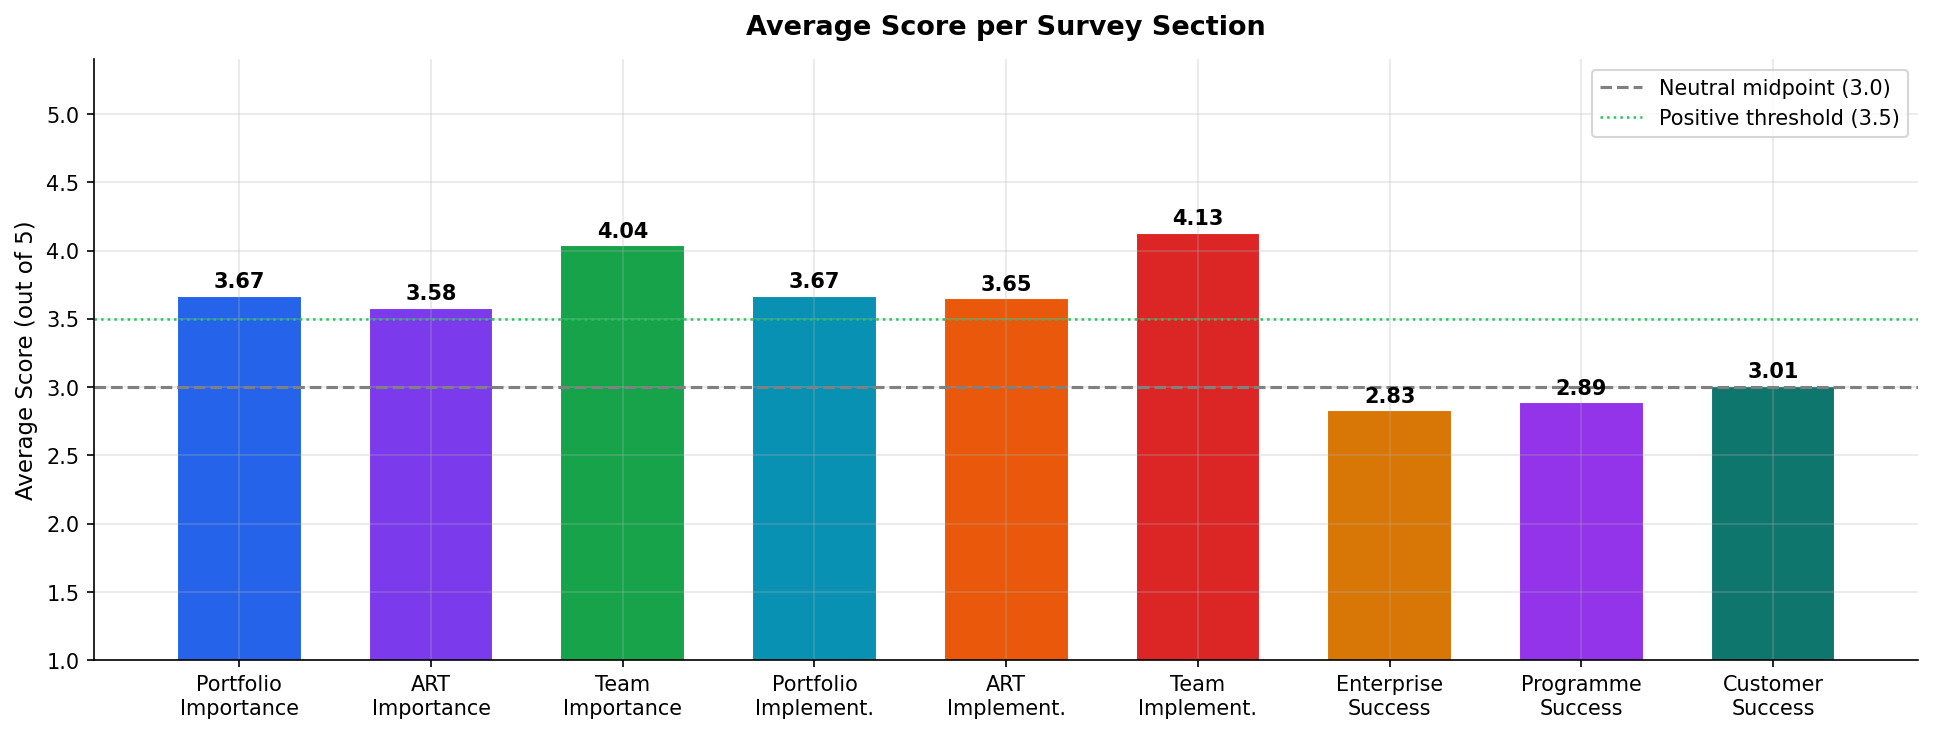 Average Score per Survey Section
Neutral midpoint (3.0)
Positive threshold (3.5)
Average Score (out of 5)
5.0
4.5
4.0
3.5
3.0
2.5
2.0
1.5
1.0
3.67
3.58
4.04
3.67
3.65
4.13
2.83
2.89
3.01
Portfolio
Importance
ART
Importance
Team
Importance
Portfolio
Implement.
ART
Implement.
Team
Implement.
Enterprise
Success
Programme
Success
Customer
Success